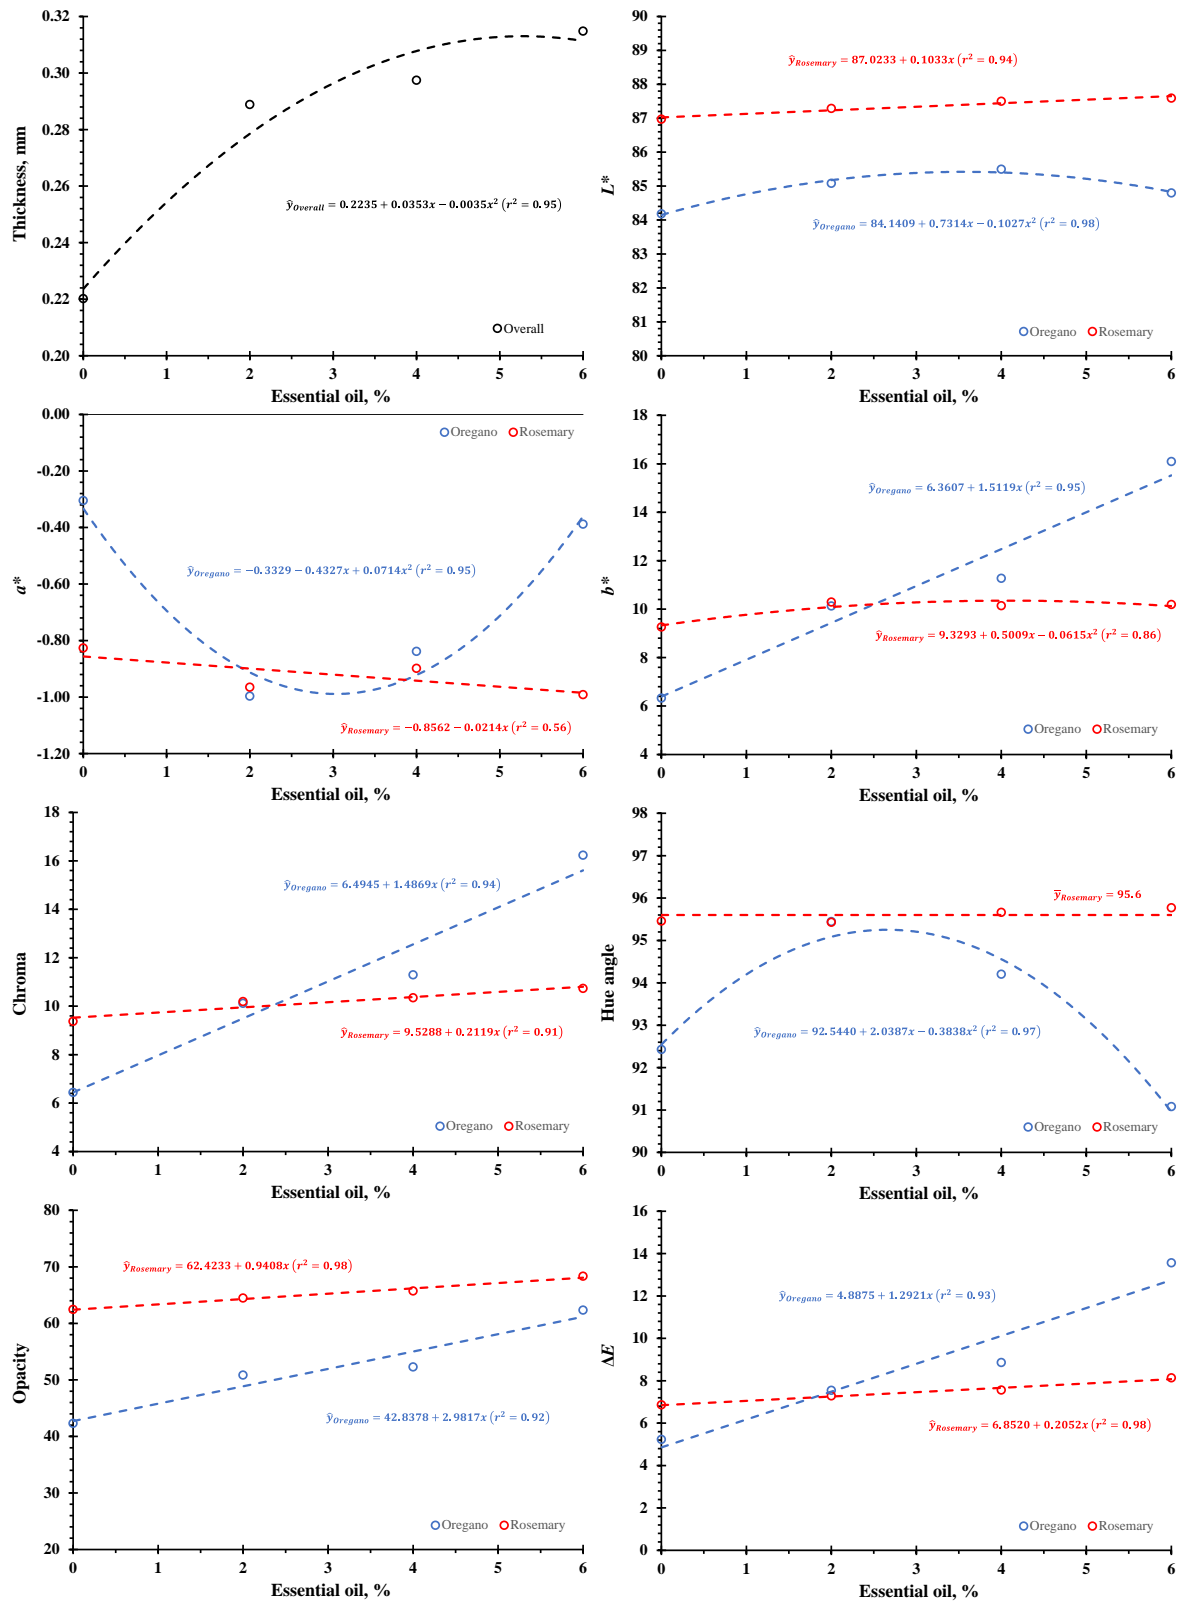 0.32
0.30
0.28
0.26
0.24
0.22
0.20
Thickness, mm
ŷOverall = 0.2235 + 0.0353x − 0.0035x² (r² = 0.95)
Overall
0 1 2 3 4 5 6
Essential oil, %
90
89
88
87
86
85
84
83
82
81
80
L*
ŷRosemary = 87.0233 + 0.1033x (r² = 0.94)
ŷOregano = 84.1409 + 0.7314x − 0.1027x² (r² = 0.98)
Oregano Rosemary
0 1 2 3 4 5 6
Essential oil, %
0.00
-0.20
-0.40
-0.60
-0.80
-1.00
-1.20
a*
Oregano Rosemary
ŷOregano = −0.3329 − 0.4327x + 0.0714x² (r² = 0.95)
ŷRosemary = −0.8562 − 0.0214x (r² = 0.56)
0 1 2 3 4 5 6
Essential oil, %
18
16
14
12
10
8
6
4
b*
ŷOregano = 6.3607 + 1.5119x (r² = 0.95)
ŷRosemary = 9.3293 + 0.5009x − 0.0615x² (r² = 0.86)
Oregano Rosemary
0 1 2 3 4 5 6
Essential oil, %
18
16
14
12
10
8
6
4
Chroma
ŷOregano = 6.4945 + 1.4869x (r² = 0.94)
ŷRosemary = 9.5288 + 0.2119x (r² = 0.91)
Oregano Rosemary
0 1 2 3 4 5 6
Essential oil, %
98
97
96
95
94
93
92
91
90
Hue angle
y̅Rosemary = 95.6
ŷOregano = 92.5440 + 2.0387x − 0.3838x² (r² = 0.97)
Oregano Rosemary
0 1 2 3 4 5 6
Essential oil, %
80
70
60
50
40
30
20
Opacity
ŷRosemary = 62.4233 + 0.9408x (r² = 0.98)
ŷOregano = 42.8378 + 2.9817x (r² = 0.92)
Oregano Rosemary
0 1 2 3 4 5 6
Essential oil, %
16
14
12
10
8
6
4
2
0
ΔE
ŷOregano = 4.8875 + 1.2921x (r² = 0.93)
ŷRosemary = 6.8520 + 0.2052x (r² = 0.98)
Oregano Rosemary
0 1 2 3 4 5 6
Essential oil, %